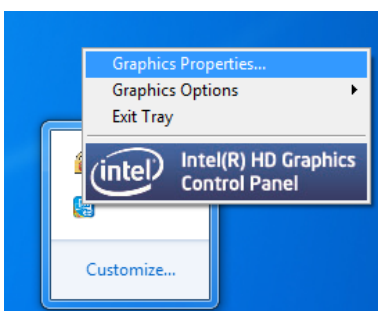 Graphics Properties...
Graphics Options
Exit Tray
intel
Intel(R) HD Graphics
Control Panel
Customize...